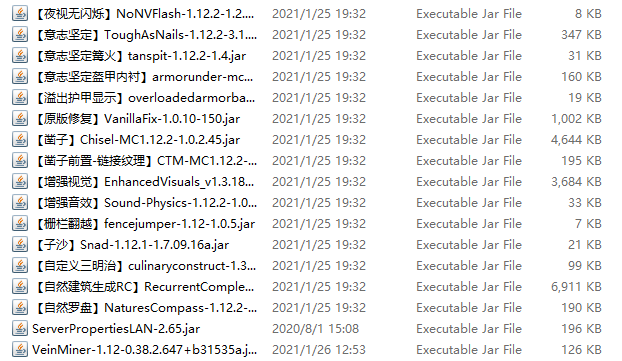 【夜视无闪烁】NoNVFlash-1.12.2-1.2.... 2021/1/25 19:32 Executable Jar File 8 KB
【意志坚定】ToughAsNails-1.12.2-3.1.... 2021/1/25 19:32 Executable Jar File 347 KB
【意志坚定篝火】tanspit-1.12.2-1.4.jar 2021/1/25 19:32 Executable Jar File 31 KB
【意志坚定盔甲内衬】armorunder-mc... 2021/1/25 19:32 Executable Jar File 160 KB
【溢出护甲显示】overloadedarmorba... 2021/1/25 19:32 Executable Jar File 19 KB
【原版修复】VanillaFix-1.0.10-150.jar 2021/1/25 19:32 Executable Jar File 1,002 KB
【凿子】Chisel-MC1.12.2-1.0.2.45.jar 2021/1/25 19:32 Executable Jar File 4,644 KB
【凿子前置-链接纹理】CTM-MC1.12.2-... 2021/1/25 19:32 Executable Jar File 195 KB
【增强视觉】EnhancedVisuals_v1.3.18... 2021/1/25 19:32 Executable Jar File 3,684 KB
【增强音效】Sound-Physics-1.12.2-1.0... 2021/1/25 19:32 Executable Jar File 33 KB
【栅栏翻越】fencejumper-1.12-1.0.5.jar 2021/1/25 19:32 Executable Jar File 7 KB
【子沙】Snad-1.12.1-1.7.09.16a.jar 2021/1/25 19:32 Executable Jar File 21 KB
【自定义三明治】culinaryconstruct-1.3... 2021/1/25 19:32 Executable Jar File 99 KB
【自然建筑生成RC】RecurrentComple... 2021/1/25 19:32 Executable Jar File 6,911 KB
【自然罗盘】NaturesCompass-1.12.2-... 2021/1/25 19:32 Executable Jar File 190 KB
ServerPropertiesLAN-2.65.jar 2020/8/1 15:08 Executable Jar File 196 KB
VeinMiner-1.12-0.38.2.647+b31535a.j... 2021/1/26 12:53 Executable Jar File 126 KB